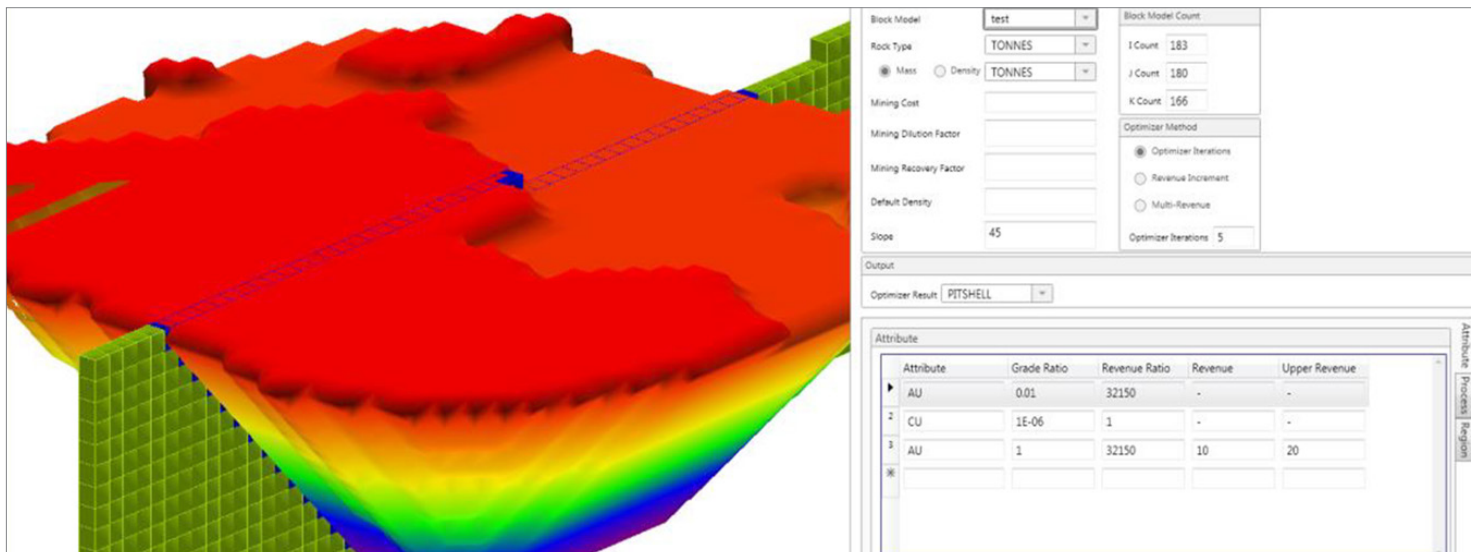 Block Model test
Rock Type TONNES
Mass Density TONNES
Mining Cost
Mining Dilution Factor
Mining Recovery Factor
Default Density
Slope 45
Block Model Count
I Count 183
J Count 180
K Count 166
Optimizer Method
Optimizer Iterations
Revenue Increment
Multi-Revenue
Optimizer Iterations 5
Output
Optimizer Result PITSHELL
Attribute
Attribute Grade Ratio Revenue Ratio Revenue Upper Revenue
AU 0.01 32150 - -
2 CU 1E-06 1 - -
3 AU 1 32150 10 20
Attribute
Process
Region